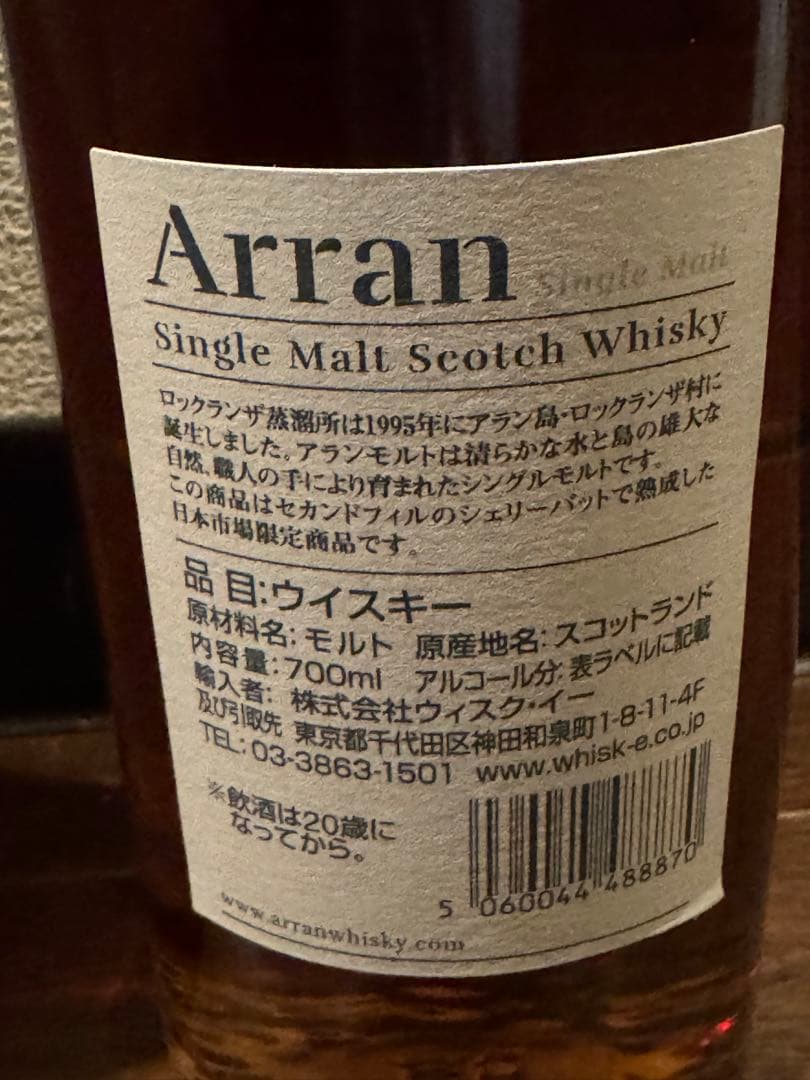 Arran Single Malt
Single Malt Scotch Whisky
ロックランザ蒸溜所は1995年にアラン島・ロックランザ村に
誕生しました。アランモルトは清らかな水と島の雄大な
自然、職人の手により育まれたシングルモルトです。
この商品はセカンドフィルのシェリーバットで熟成した
日本市場限定商品です。
品目:ウイスキー
原材料名:モルト 原産地名:スコットランド
内容量:700ml アルコール分:表ラベルに記載
輸入者: 株式会社ウィスク・イー
及び引取先 東京都千代田区神田和泉町1-8-11-4F
TEL:03-3863-1501 www.whisk-e.co.jp
※飲酒は20歳に
なってから。
5 060044 488870
www.arranwhisky.com